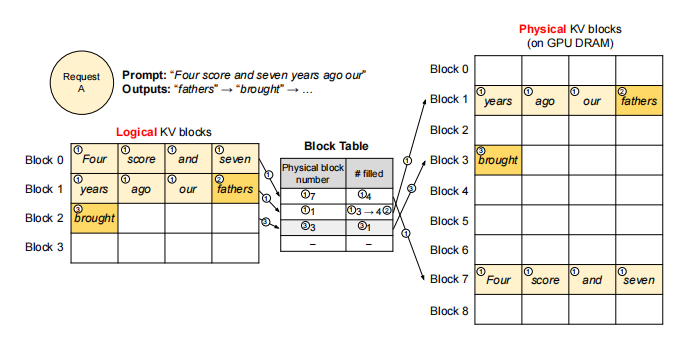 Request
A
Prompt: "Four score and seven years ago our"
Outputs: "fathers" → "brought" → …
Logical KV blocks
Block 0 ① Four ① score ① and ① seven
Block 1 ① years ① ago ① our ② fathers
Block 2 ③ brought
Block 3
Block Table
Physical block number # filled
①7 ①4
①1 ①3 → 4②
③3 ③1
– –
① ① ③
① ③ ①
Physical KV blocks
(on GPU DRAM)
Block 0
Block 1 ① years ① ago ① our ② fathers
Block 2
Block 3 ③ brought
Block 4
Block 5
Block 6
Block 7 ① Four ① score ① and ① seven
Block 8